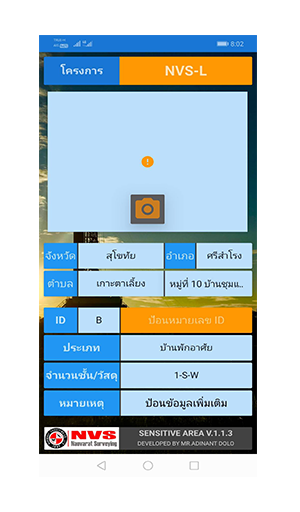 8:02
โครงการ NVS-L
จังหวัด สุโขทัย อำเภอ ศรีสำโรง
ตำบล เกาะตาเลี้ยง หมู่ที่ 10 บ้านชุมแ...
ID B ป้อนหมายเลข ID
ประเภท บ้านพักอาศัย
จำนวนชั้น/วัสดุ 1-S-W
หมายเหตุ ป้อนข้อมูลเพิ่มเติม
NVS SENSITIVE AREA V.1.1.3
Naovarat Surveying DEVELOPED BY MR.ADINANT DOLO